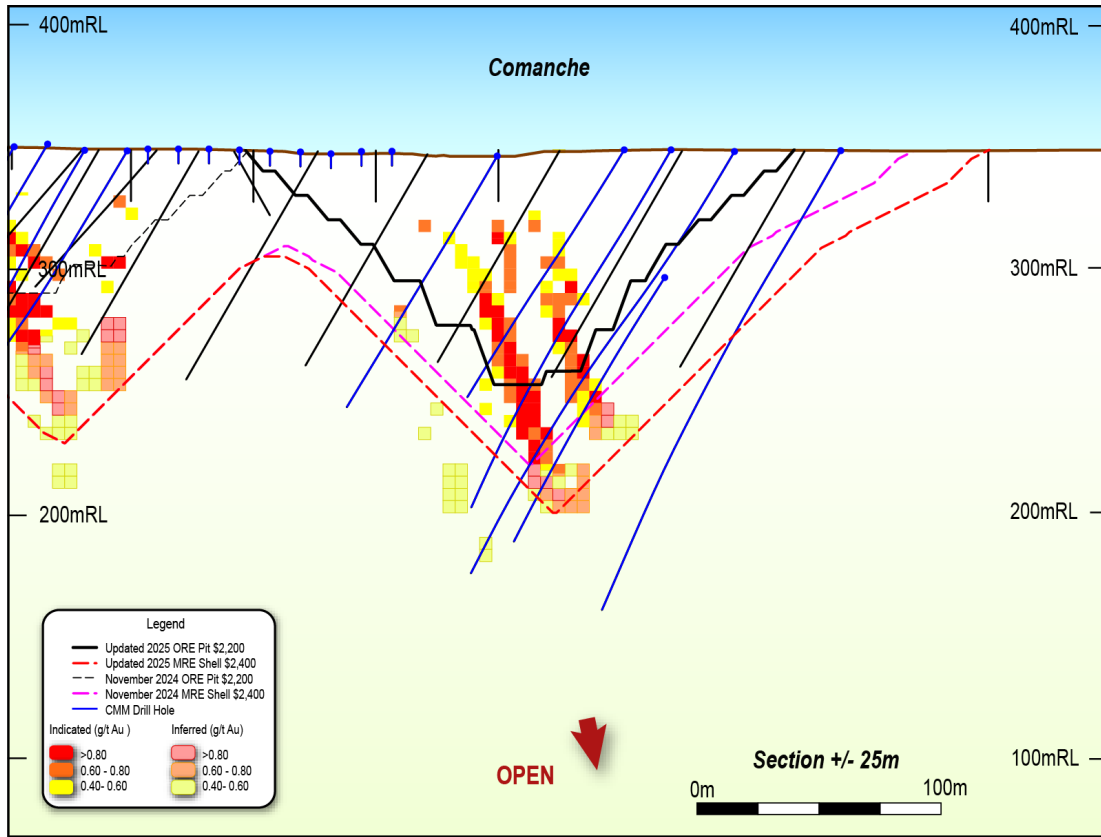 400mRL
400mRL
Comanche
300mRL
300mRL
200mRL
200mRL
Legend
Updated 2025 ORE Pit $2,200
Updated 2025 MRE Shell $2,400
November 2024 ORE Pit $2,200
November 2024 MRE Shell $2,400
CMM Drill Hole
Indicated (g/t Au )
Inferred (g/t Au)
>0.80
>0.80
0.60 - 0.80
0.60 - 0.80
0.40- 0.60
0.40- 0.60
OPEN
Section +/- 25m
0m
100m
100mRL